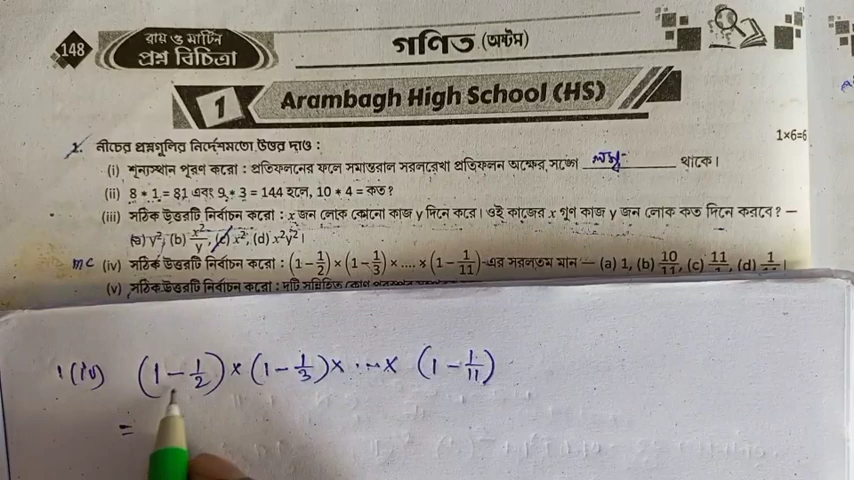 148
রায় ও মার্টিন
প্রশ্ন বিচিত্রা
গণিত (অষ্টম)
1 Arambagh High School (HS)
1. নীচের প্রশ্নগুলির নির্দেশমতো উত্তর দাও : 1×6=6
(i) শূন্যস্থান পূরণ করো : প্রতিফলনের ফলে সমান্তরাল সরলরেখা প্রতিফলন অক্ষের সঙ্গে লম্ব থাকে।
(ii) 8 * 1 = 81 এবং 9 * 3 = 144 হলে, 10 * 4 = কত?
(iii) সঠিক উত্তরটি নির্বাচন করো : x জন লোক কোনো কাজ y দিনে করে। ওই কাজের x গুণ কাজ y জন লোক কত দিনে করবে? —
(a) y², (b) x²/y, (c) x², (d) x²y²।
mc (iv) সঠিক উত্তরটি নির্বাচন করো : (1 – 1/2) × (1 – 1/3) × .... × (1 – 1/11)-এর সরলতম মান — (a) 1, (b) 10/11, (c) 11/, (d) 1/।
(v) সঠিক উত্তরটি নির্বাচন করো : দুটি সন্নিহিত কোণ
1(iv) (1 – 1/2) × (1 – 1/3) × ... × (1 – 1/11)
=